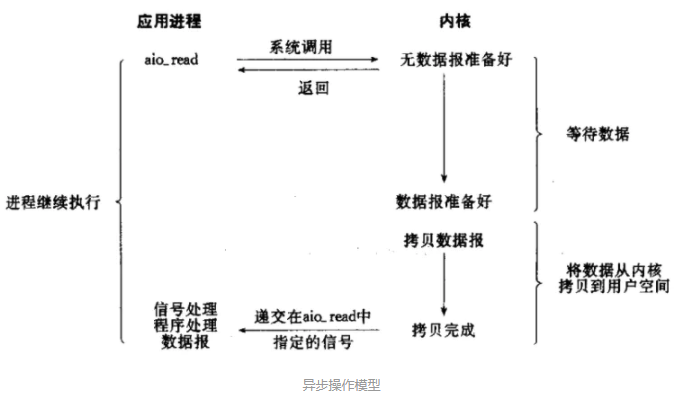 应用进程 内核
系统调用
aio_read 无数据报准备好
返回
等待数据
进程继续执行 数据报准备好
拷贝数据报
将数据从内核
拷贝到用户空间
信号处理
程序处理
数据报
递交在aio_read中
指定的信号
拷贝完成
异步操作模型